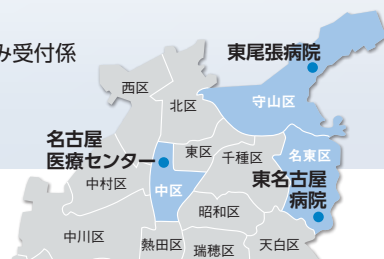 み受付係
東尾張病院
西区
北区
守山区
名古屋
医療センター
東区
千種区
名東区
中村区
中区
東名古屋
病院
昭和区
中川区
熱田区
瑞穂区
天白区